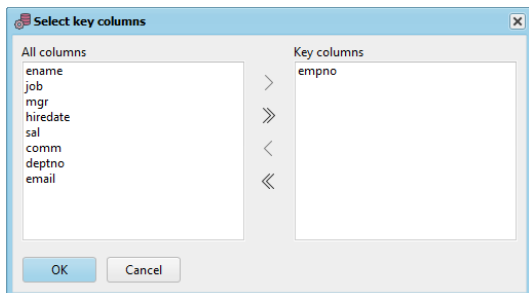 Select key columns
All columns
ename
job
mgr
hiredate
sal
comm
deptno
email
Key columns
empno
OK
Cancel